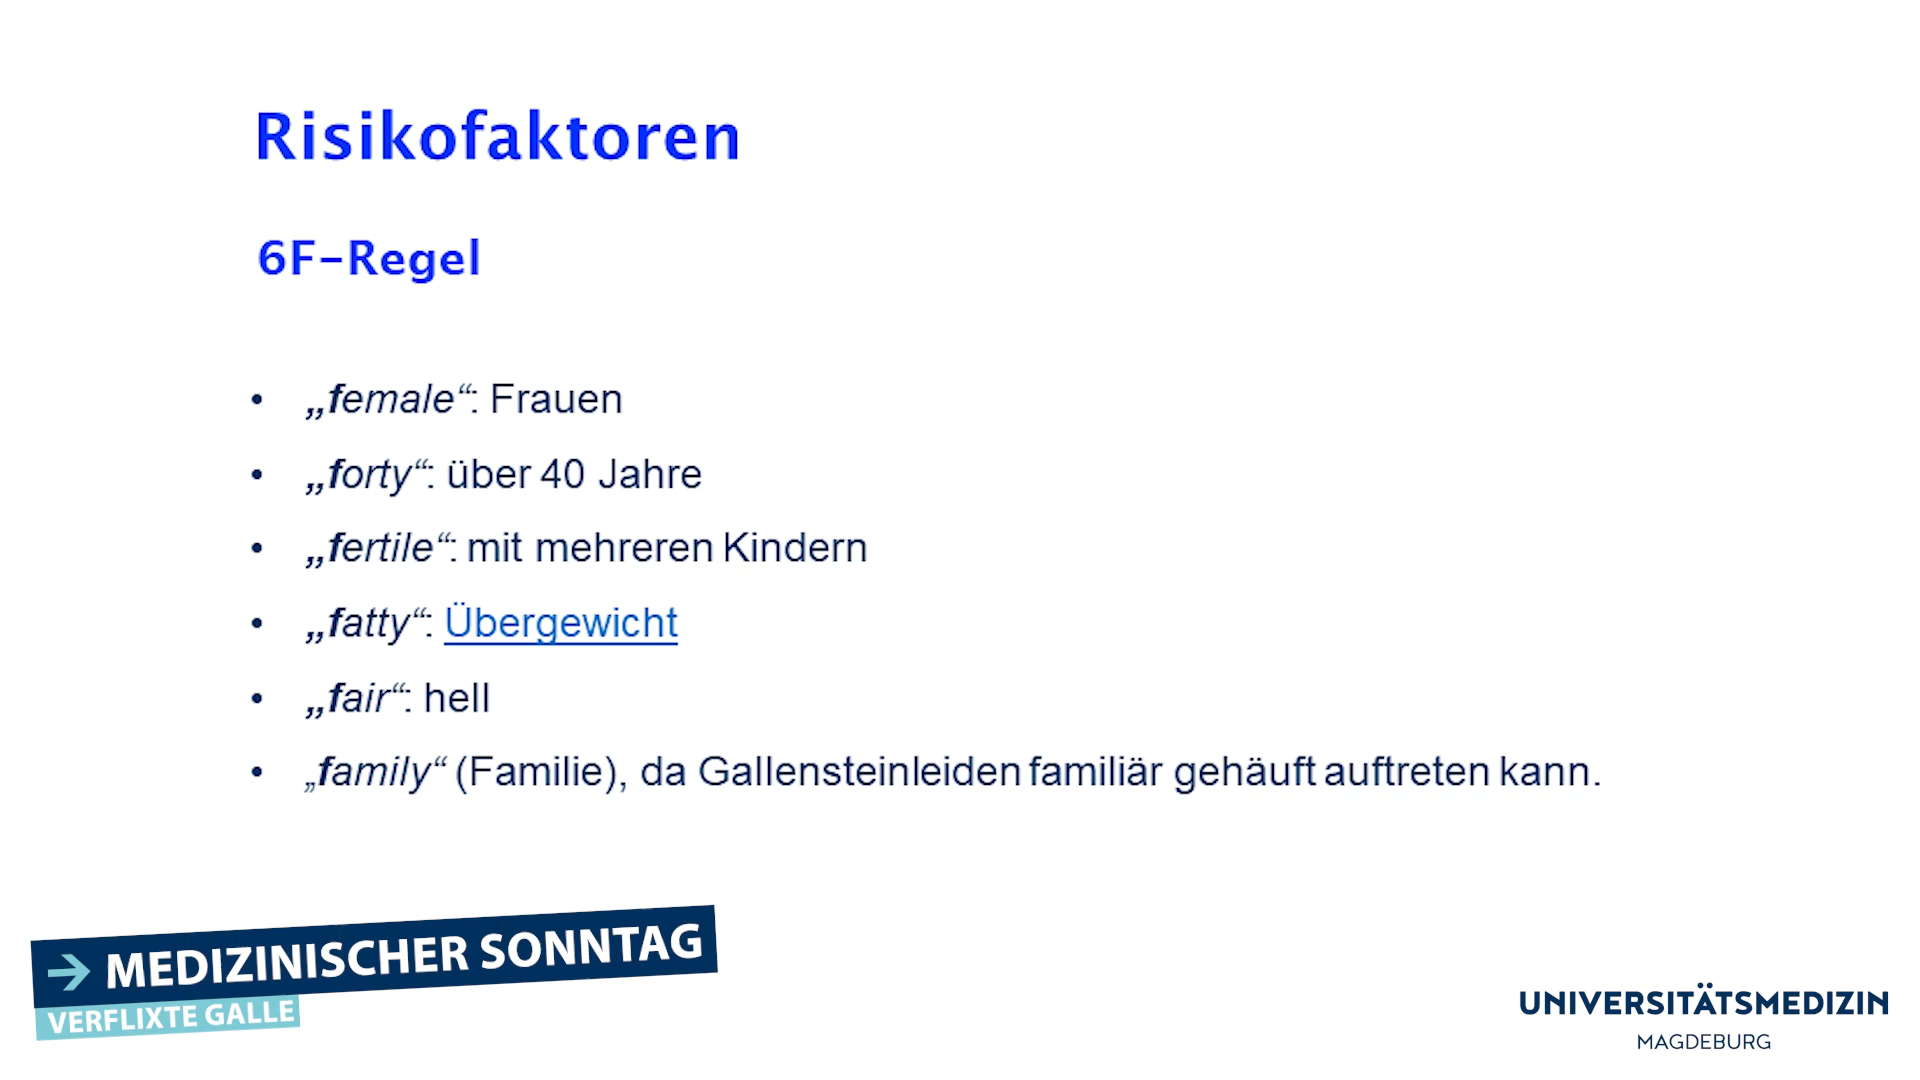 Risikofaktoren
6F-Regel
• „female“: Frauen
• „forty“: über 40 Jahre
• „fertile“: mit mehreren Kindern
• „fatty“: Übergewicht
• „fair“: hell
• „family“ (Familie), da Gallensteinleiden familiär gehäuft auftreten kann.
→ MEDIZINISCHER SONNTAG
VERFLIXTE GALLE
UNIVERSITÄTSMEDIZIN
MAGDEBURG